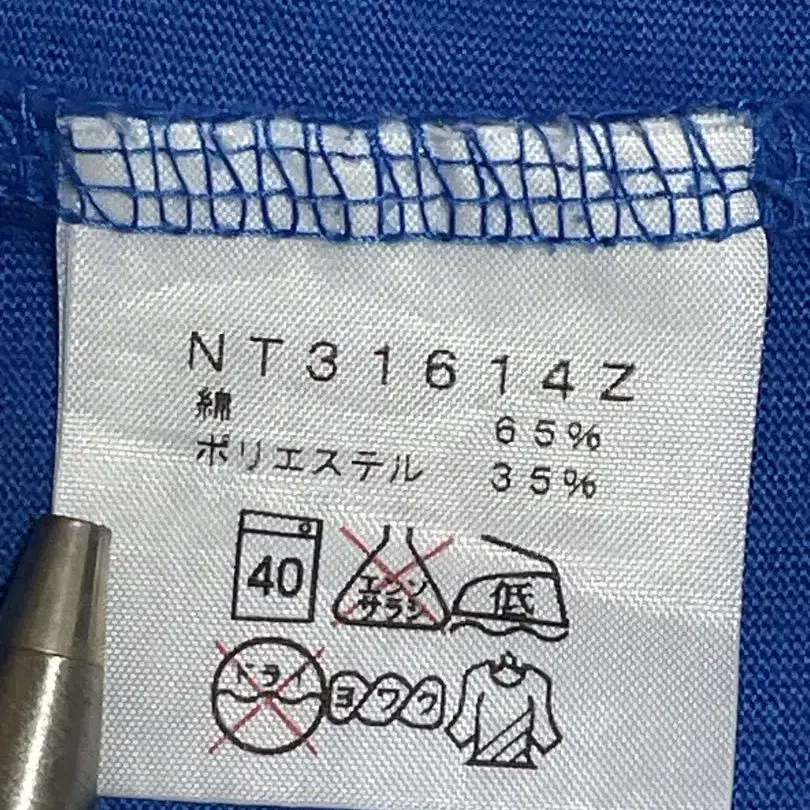 NT31614Z
綿 65%
ポリエステル 35%
40
エンソ
サラシ
低
ドライ
ヨワク